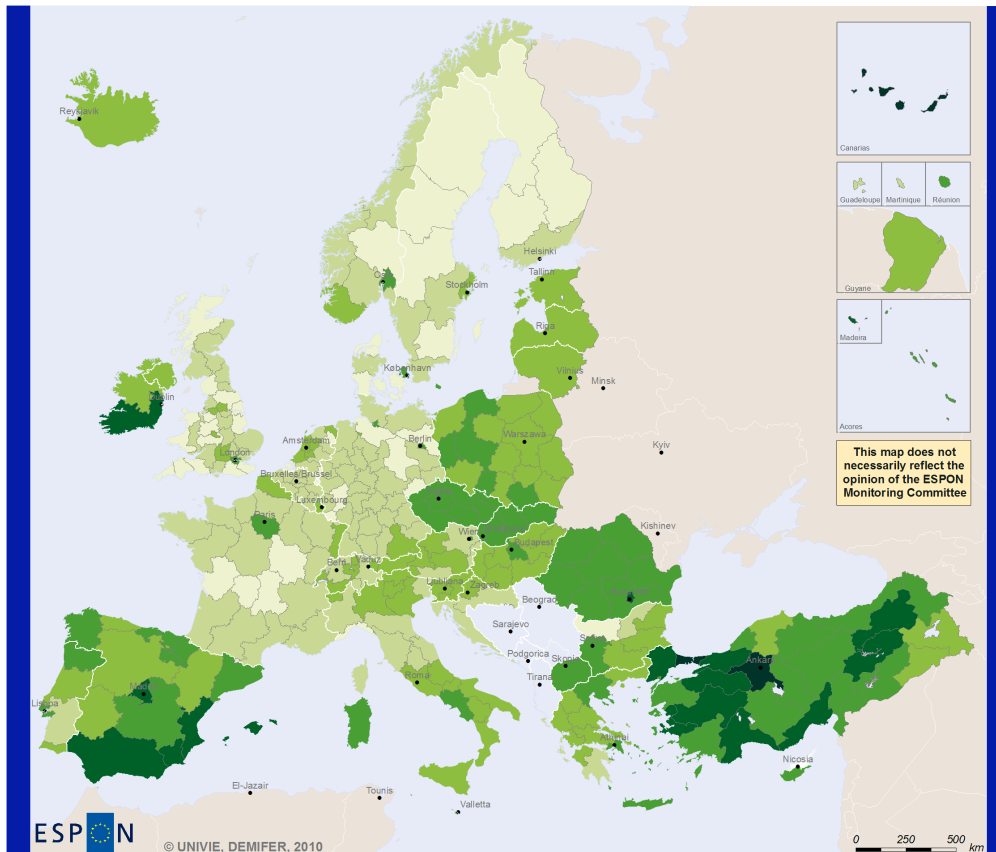 Reykjavik
Canarias
Guadeloupe
Martinique
Réunion
Guyane
Madeira
Acores
This map does not
necessarily reflect the
opinion of the ESPON
Monitoring Committee
Helsinki
Tallinn
Stockholm
Riga
København
Vilnius
Minsk
Dublin
Amsterdam
Berlin
Warszawa
London
Bruxelles/Brussel
Kyiv
Luxembourg
Paris
Wien
Kishinev
Budapest
Bern
Vaduz
Ljubljana
Zagreb
Beograd
Sarajevo
Sofia
Podgorica
Skopje
Ankara
Roma
Tirana
Madrid
Lisboa
Athinai
Nicosia
El-Jazair
Tounis
Valletta
ESPON
© UNIVIE, DEMIFER, 2010
0 250 500
km